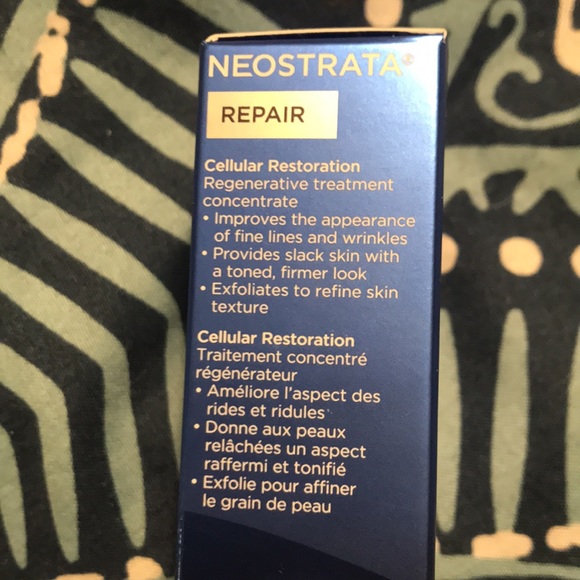 NEOSTRATA®
REPAIR
Cellular Restoration
Regenerative treatment
concentrate
• Improves the appearance
of fine lines and wrinkles
• Provides slack skin with
a toned, firmer look
• Exfoliates to refine skin
texture
Cellular Restoration
Traitement concentré
régénérateur
• Améliore l'aspect des
rides et ridules
• Donne aux peaux
relâchées un aspect
raffermi et tonifié
• Exfolie pour affiner
le grain de peau